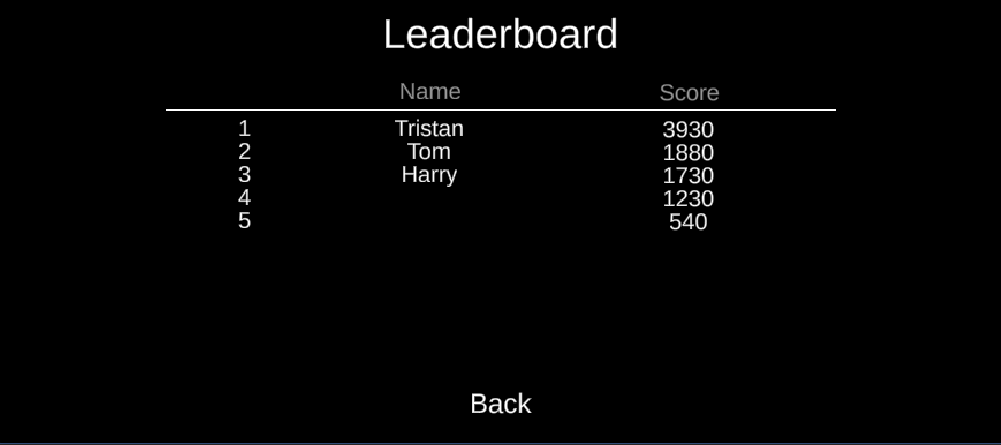 Leaderboard
Name Score
1 Tristan 3930
2 Tom 1880
3 Harry 1730
4 1230
5 540
Back